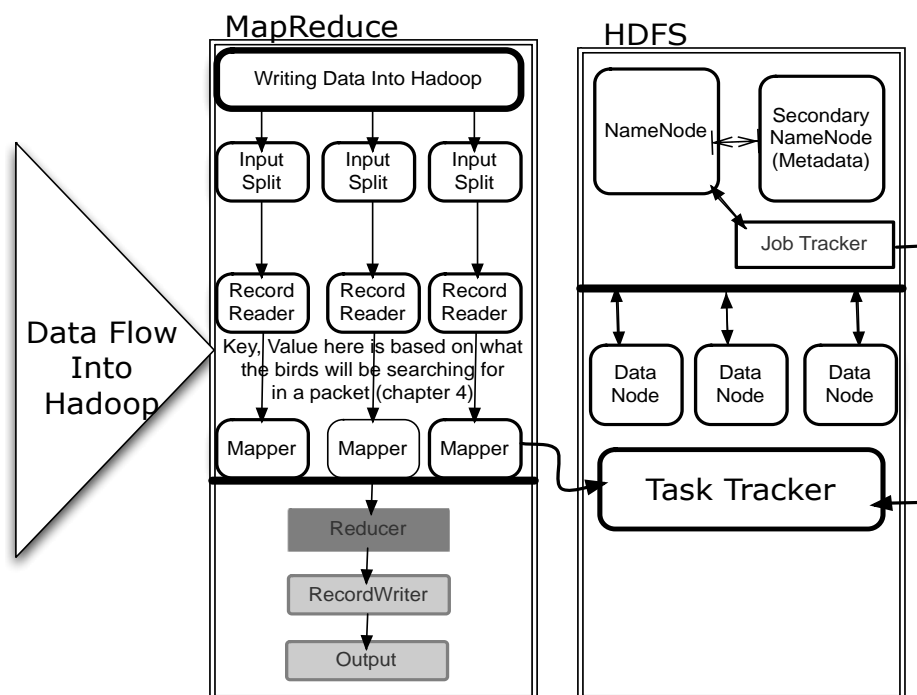 MapReduce
Writing Data Into Hadoop
Input
Split
Input
Split
Input
Split
Record
Reader
Record
Reader
Record
Reader
Key, Value here is based on what
the birds will be searching for
in a packet (chapter 4)
Mapper
Mapper
Mapper
Reducer
RecordWriter
Output
Data Flow
Into
Hadoop
HDFS
NameNode
Secondary
NameNode
(Metadata)
Job Tracker
Data
Node
Data
Node
Data
Node
Task Tracker